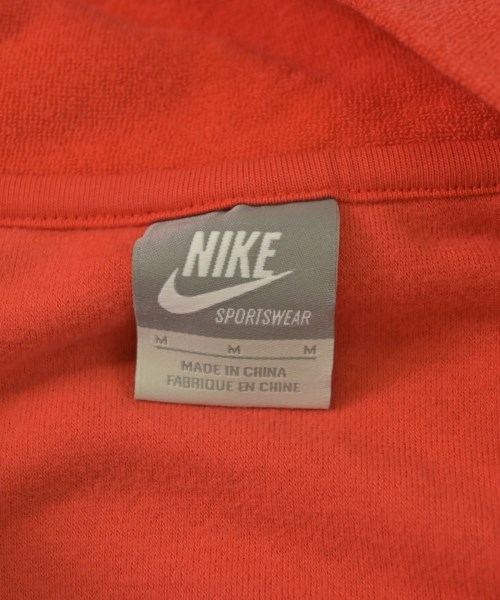 NIKE
SPORTSWEAR
M M M
MADE IN CHINA
FABRIQUE EN CHINE